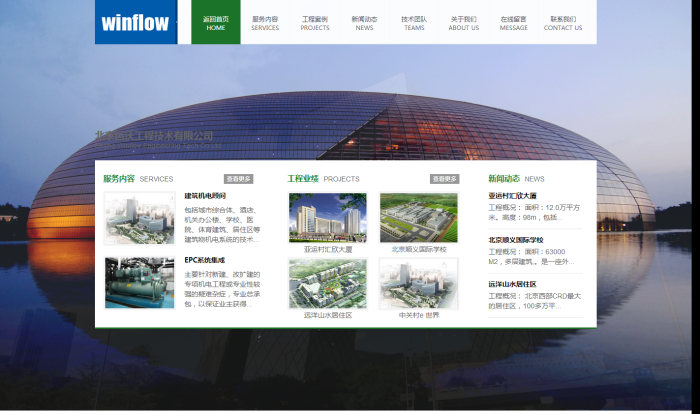 winflow
返回首页 服务内容 工程案例 新闻动态 技术团队 关于我们 在线留言 联系我们
HOME SERVICES PROJECTS NEWS TEAMS ABOUT US MESSAGE CONTACT US
工程技术有限公司
服务内容 SERVICES 查看更多
建筑机电顾问
包括城市综合体、酒店、
机关办公楼、学校、医
院、体育建筑、居住区等
建筑物机电系统的技术...
EPC系统集成
主要针对新建、改扩建的
专项机电工程或专业性较
强的疑难杂症，专业总承
包，以保证业主获得...
工程业绩 PROJECTS 查看更多
亚运村汇欣大厦 北京顺义国际学校
远洋山水居住区 中关村e 世界
新闻动态 NEWS
亚运村汇欣大厦
工程概况： 面积：12.0万平方
米。高度：98m，包括...
北京顺义国际学校
工程概况： 面积：63000
M2，多层建筑.。是一座外...
远洋山水居住区
工程概况： 北京西部CRD量大
的居住区，100多万平...